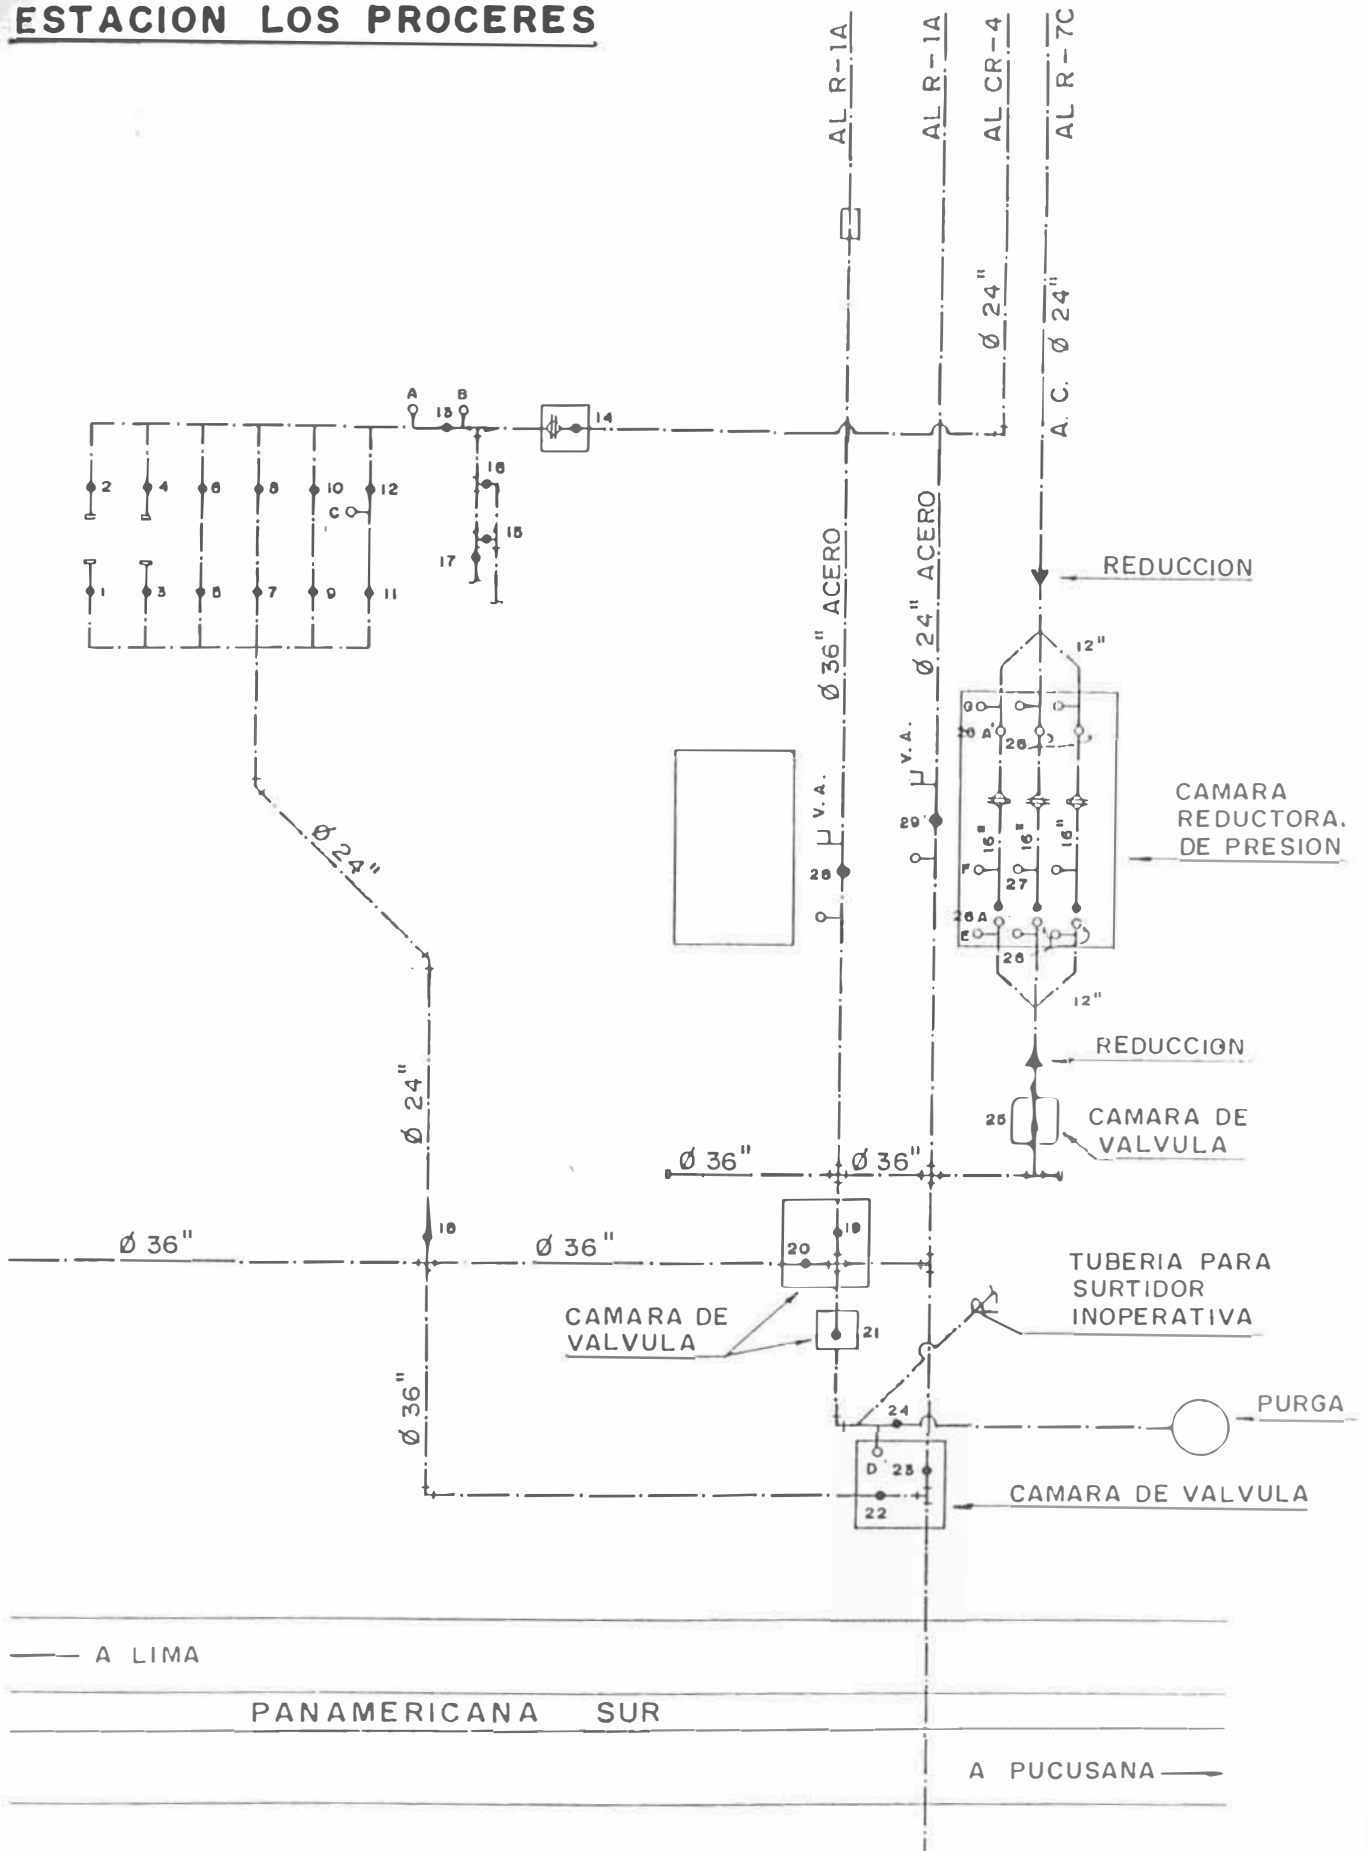 ESTACION LOS PROCERES
AL R-1A
AL R-1A
AL CR-4
AL R-7C
Ø 24"
A. C. Ø 24"
A
B
13
14
2
4
6
8
10
12
C
16
15
17
1
3
5
7
9
11
Ø 36" ACERO
Ø 24" ACERO
REDUCCION
12"
G
26 A'
26'
V. A.
V. A.
CAMARA
REDUCTORA.
DE PRESION
Ø 24"
29
16"
16"
16"
28
F
27
26A
E
26
12"
REDUCCION
Ø 24"
25
CAMARA DE
VALVULA
Ø 36"
Ø 36"
18
19
Ø 36"
Ø 36"
20
TUBERIA PARA
SURTIDOR
INOPERATIVA
CAMARA DE
VALVULA
21
Ø 36"
24
PURGA
D
23
22
CAMARA DE VALVULA
A LIMA
PANAMERICANA SUR
A PUCUSANA